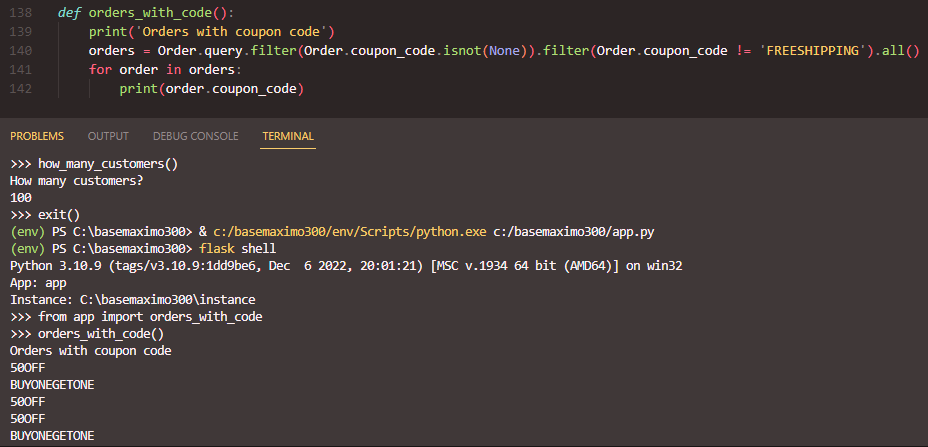 138 def orders_with_code():
139 print('Orders with coupon code')
140 orders = Order.query.filter(Order.coupon_code.isnot(None)).filter(Order.coupon_code != 'FREESHIPPING').all()
141 for order in orders:
142 print(order.coupon_code)
PROBLEMS OUTPUT DEBUG CONSOLE TERMINAL
>>> how_many_customers()
How many customers?
100
>>> exit()
(env) PS C:\basemaximo300> & c:/basemaximo300/env/Scripts/python.exe c:/basemaximo300/app.py
(env) PS C:\basemaximo300> flask shell
Python 3.10.9 (tags/v3.10.9:1dd9be6, Dec  6 2022, 20:01:21) [MSC v.1934 64 bit (AMD64)] on win32
App: app
Instance: C:\basemaximo300\instance
>>> from app import orders_with_code
>>> orders_with_code()
Orders with coupon code
50OFF
BUYONEGETONE
50OFF
50OFF
BUYONEGETONE